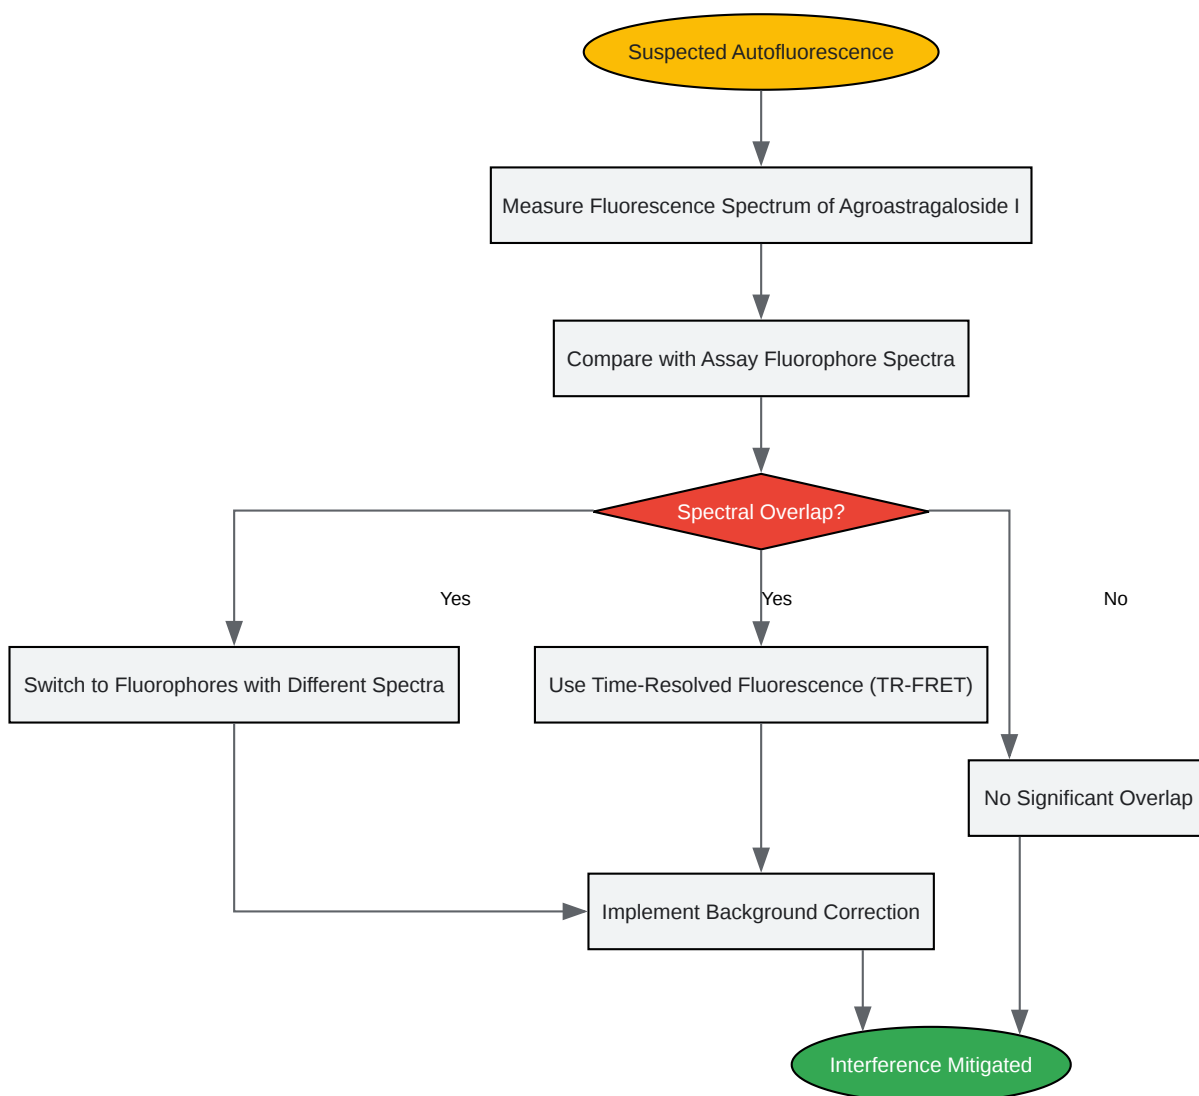 Suspected Autofluorescence
Measure Fluorescence Spectrum of Agroastragaloside I
Compare with Assay Fluorophore Spectra
Spectral Overlap?
Yes
Yes
No
Switch to Fluorophores with Different Spectra
Use Time-Resolved Fluorescence (TR-FRET)
No Significant Overlap
Implement Background Correction
Interference Mitigated